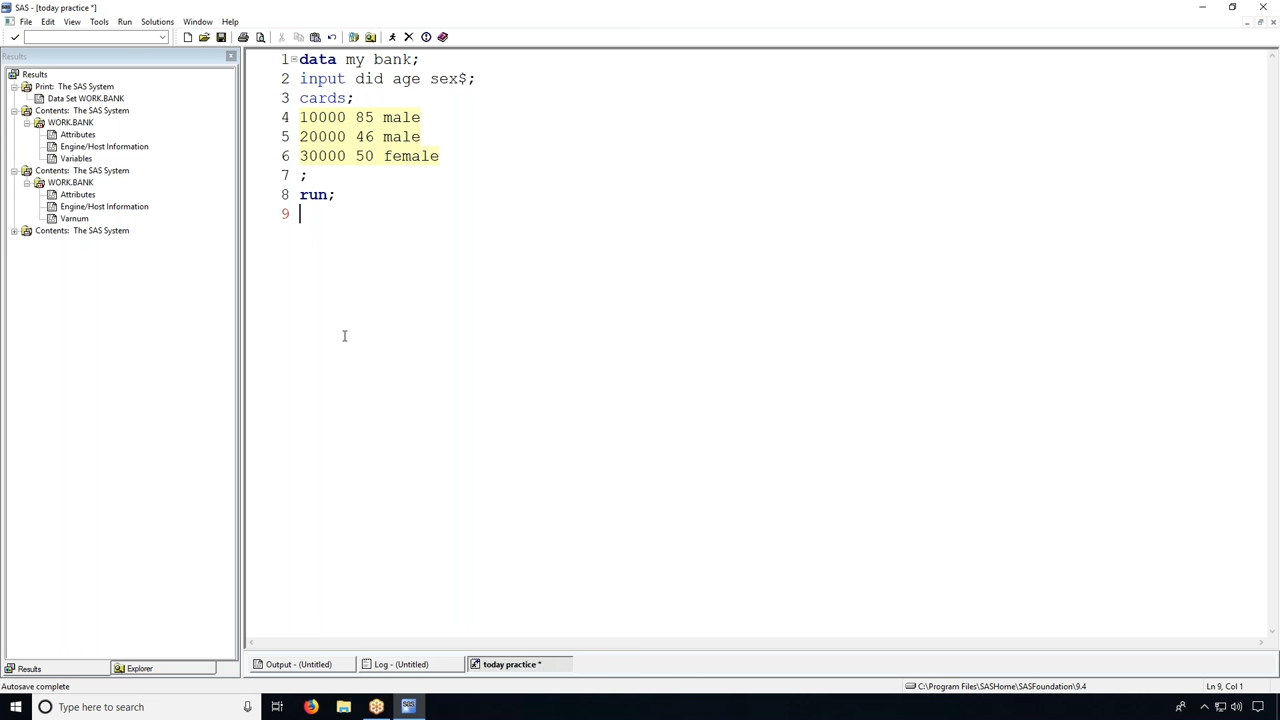 SAS - [today practice *]
File Edit View Tools Run Solutions Window Help
Results
Results
Print: The SAS System
Data Set WORK.BANK
Contents: The SAS System
WORK.BANK
Attributes
Engine/Host Information
Variables
Contents: The SAS System
WORK.BANK
Attributes
Engine/Host Information
Varnum
Contents: The SAS System
1 data my bank;
2 input did age sex$;
3 cards;
4 10000 85 male
5 20000 46 male
6 30000 50 female
7 ;
8 run;
9
Results Explorer
Output - (Untitled) Log - (Untitled) today practice *
Autosave complete C:\Program Files\SASHome\SASFoundation\9.4 Ln 9, Col 1
Type here to search